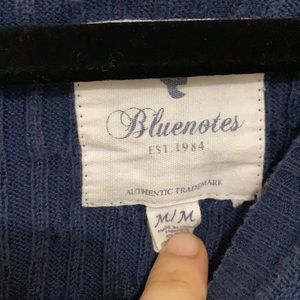 Bluenotes
EST 1984
AUTHENTIC TRADEMARK
M/M